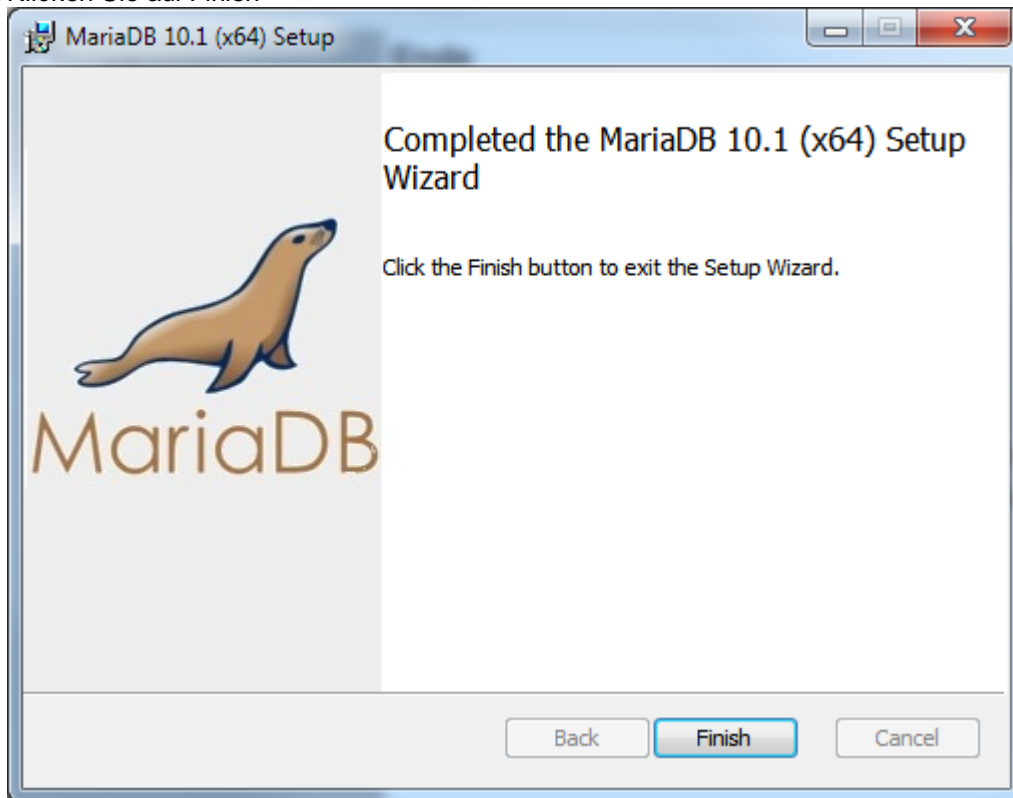 MariaDB 10.1 (x64) Setup
Completed the MariaDB 10.1 (x64) Setup
Wizard
Click the Finish button to exit the Setup Wizard.
MariaDB
Back Finish Cancel